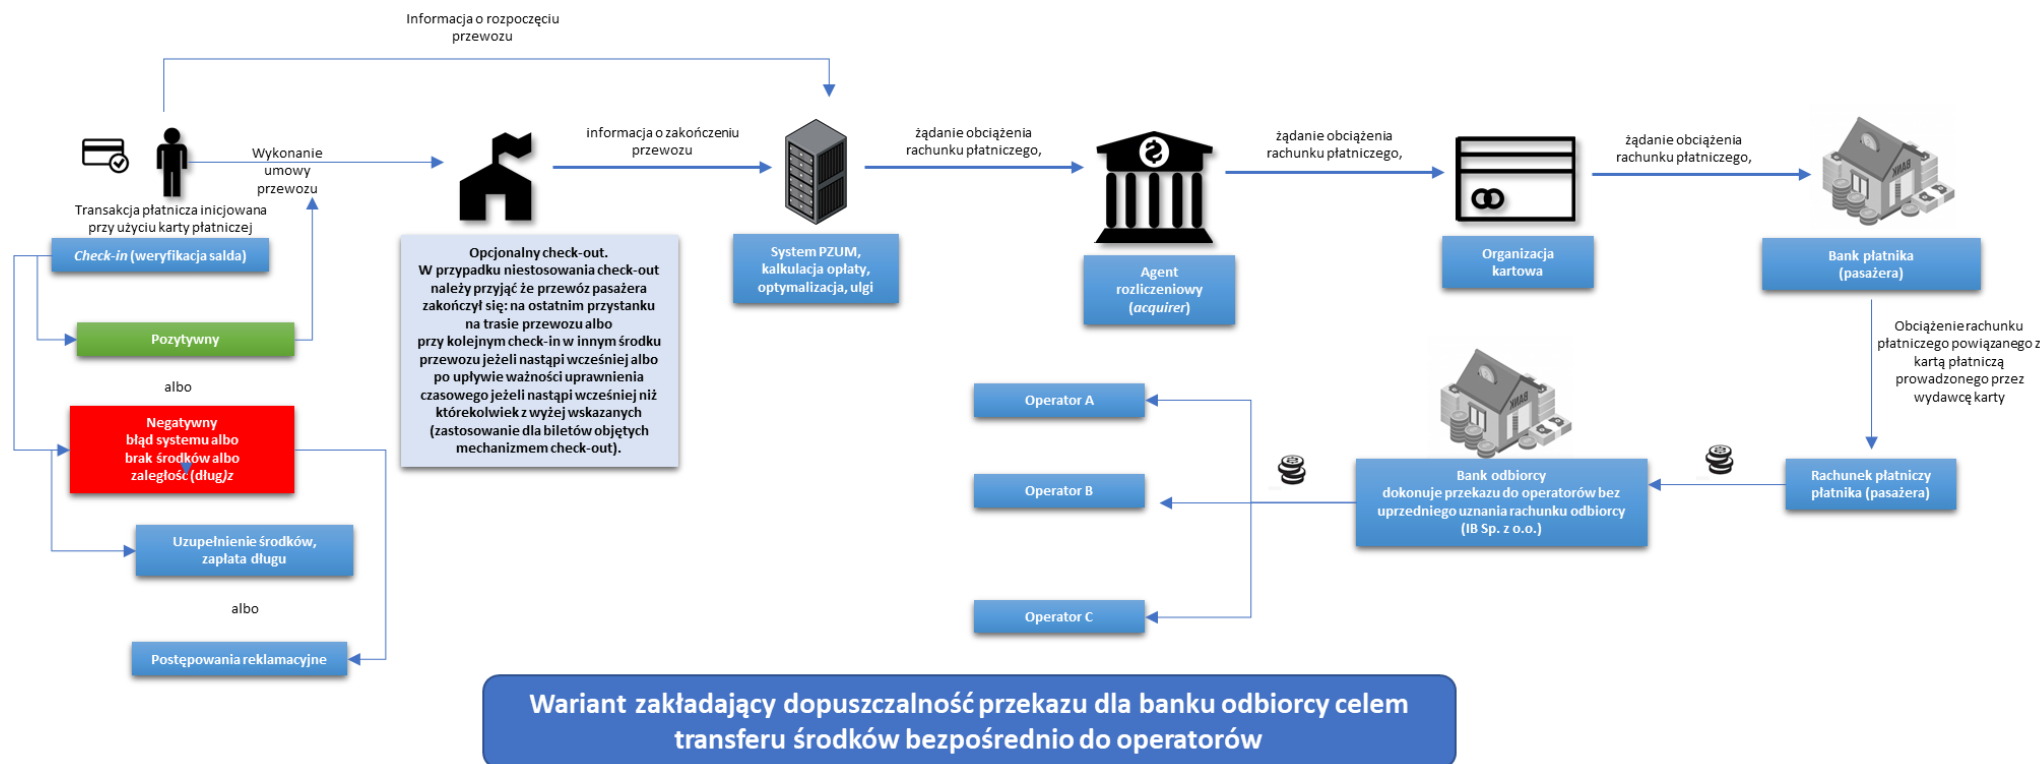 Informacja o rozpoczęciu
przewozu
Wykonanie
umowy
przewozu
informacja o zakończeniu
przewozu
żądanie obciążenia
rachunku płatniczego,
żądanie obciążenia
rachunku płatniczego,
żądanie obciążenia
rachunku płatniczego,
Transakcja płatnicza inicjowana
przy użyciu karty płatniczej
Check-in (weryfikacja salda)
Pozytywny
albo
Negatywny
błąd systemu albo
brak środków albo
zaległość (dług)z
Uzupełnienie środków,
zapłata długu
albo
Postępowania reklamacyjne
Opcjonalny check-out.
W przypadku niestosowania check-out
należy przyjąć że przewóz pasażera
zakończył się: na ostatnim przystanku
na trasie przewozu albo
przy kolejnym check-in w innym środku
przewozu jeżeli nastąpi wcześniej albo
po upływie ważności uprawnienia
czasowego jeżeli nastąpi wcześniej niż
którekolwiek z wyżej wskazanych
(zastosowanie dla biletów objętych
mechanizmem check-out).
System PZUM,
kalkulacja opłaty,
optymalizacja, ulgi
Agent
rozliczeniowy
(acquirer)
Organizacja
kartowa
BANK
Bank płatnika
(pasażera)
Obciążenie rachunku
płatniczego powiązanego z
kartą płatniczą
prowadzonego przez
wydawcę karty
Rachunek płatniczy
płatnika (pasażera)
BANK
Bank odbiorcy
dokonuje przekazu do operatorów bez
uprzedniego uznania rachunku odbiorcy
(IB Sp. z o.o.)
Operator A
Operator B
Operator C
Wariant zakładający dopuszczalność przekazu dla banku odbiorcy celem
transferu środków bezpośrednio do operatorów